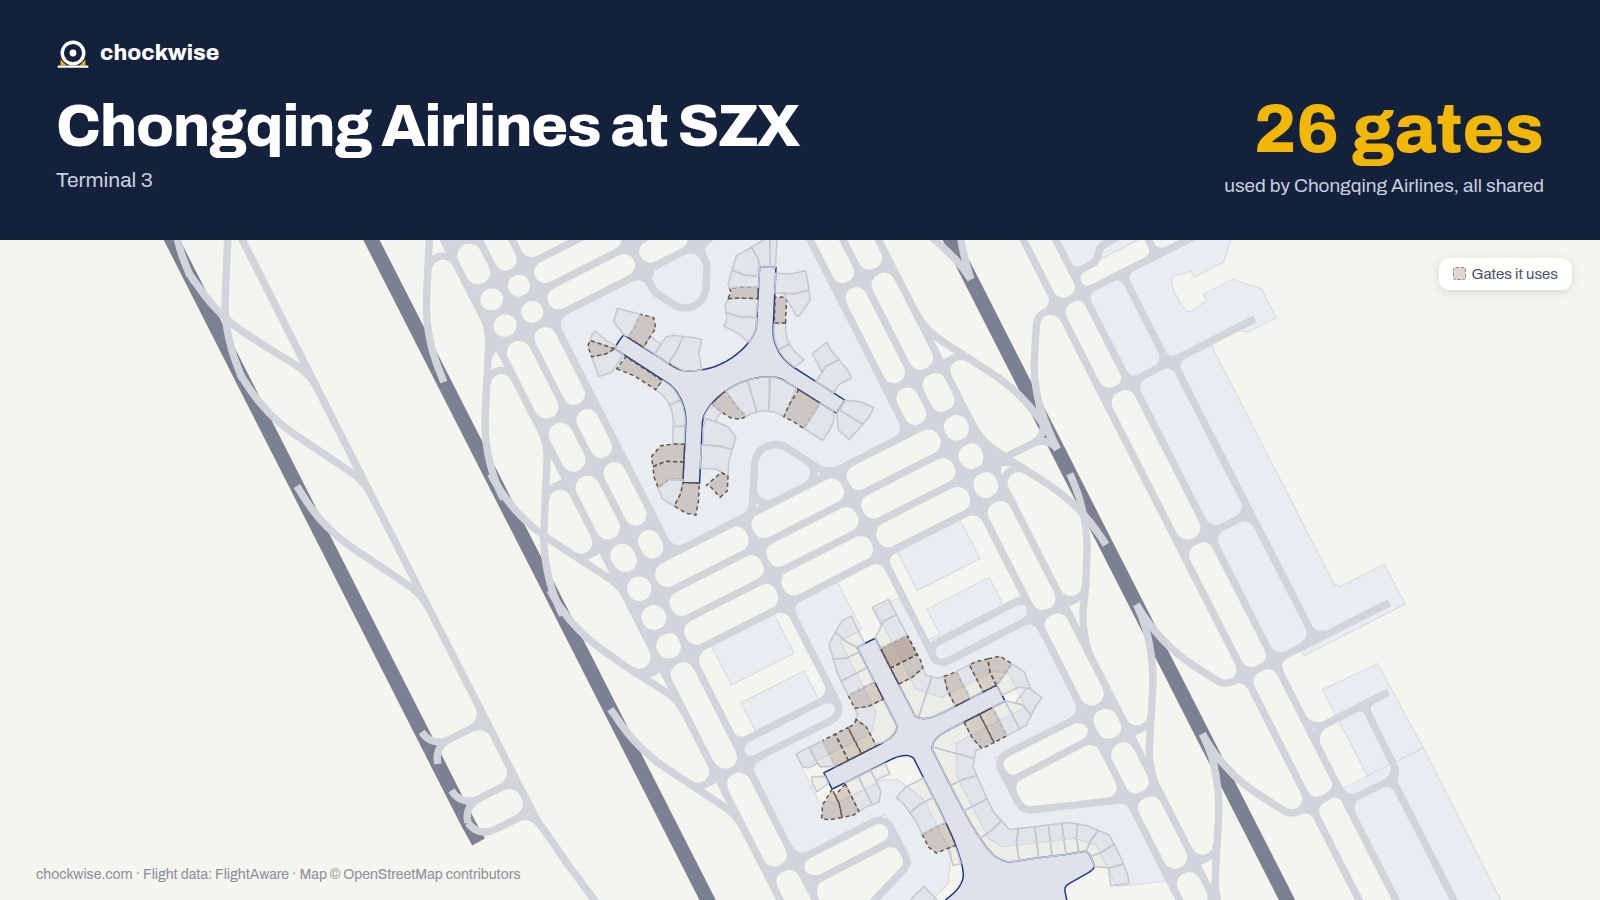 chockwise
Chongqing Airlines at SZX
Terminal 3
26 gates
used by Chongqing Airlines, all shared
Gates it uses
chockwise.com · Flight data: FlightAware · Map © OpenStreetMap contributors